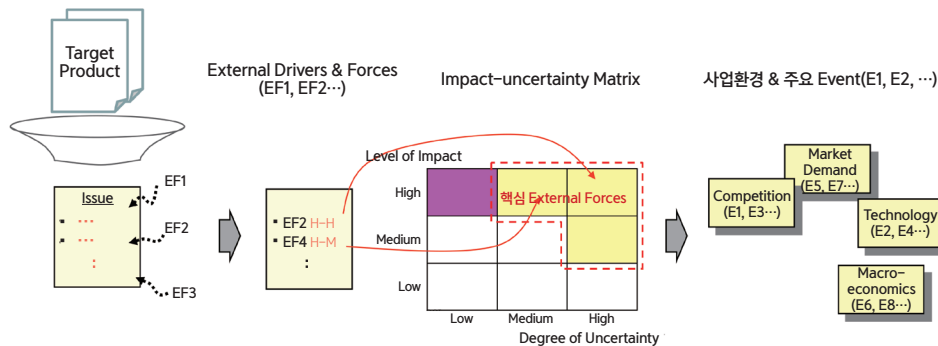 Target
Product
External Drivers & Forces
(EF1, EF2…)
Impact-uncertainty Matrix
사업환경 & 주요 Event(E1, E2, …)
Issue
…
…
:
EF1
EF2
EF3
EF2 H-H
EF4 H-M
:
Level of Impact
High
Medium
Low
핵심 External Forces
Low
Medium
High
Degree of Uncertainty
Market
Demand
(E5, E7…)
Competition
(E1, E3…)
Technology
(E2, E4…)
Macro-
economics
(E6, E8…)